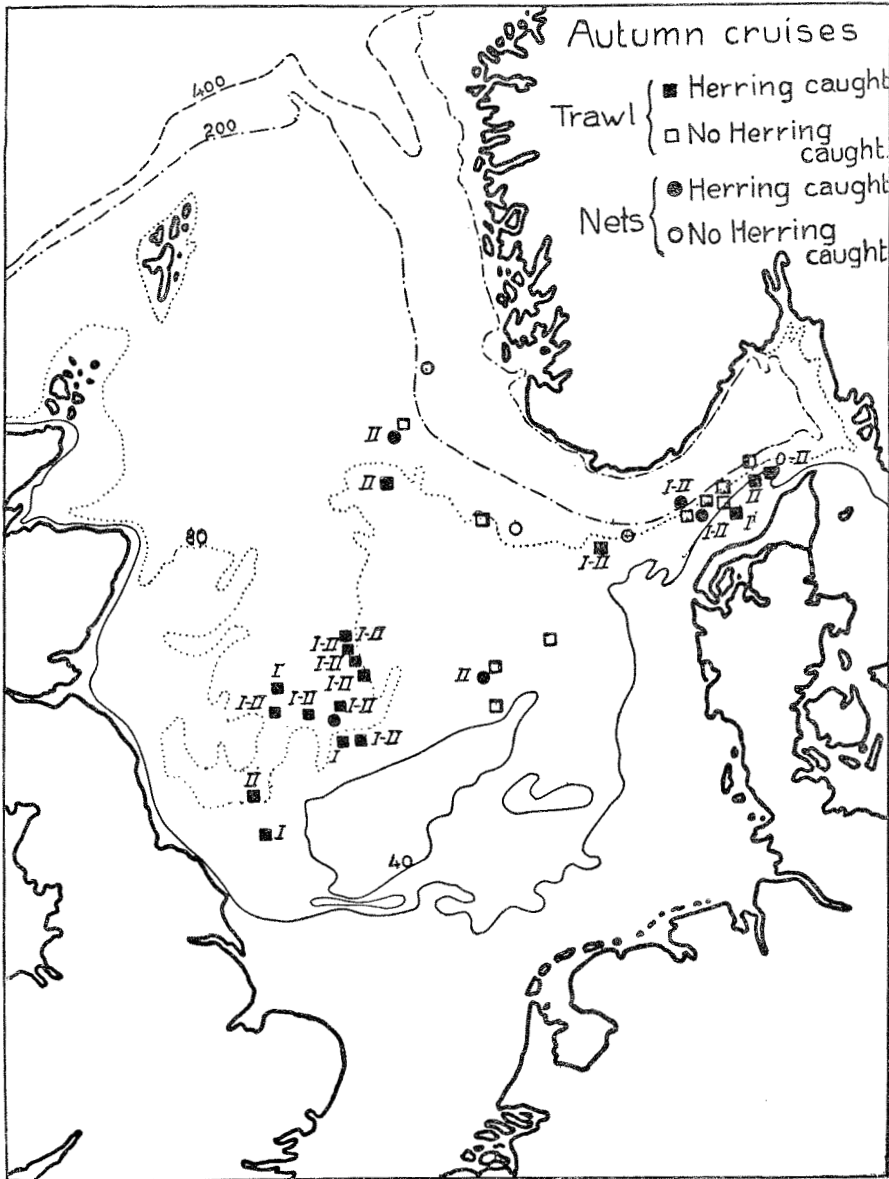 Autumn cruises
Trawl
Herring caught
No Herring
caught.
Nets
Herring caught
No Herring
caught
400
200
80
40
II
II
I-II
O-II
II
I
I-II
I-II
I-II
I-II
I-II
I-II
I
I-II
I-II
I-II
I
I-II
II
II
I